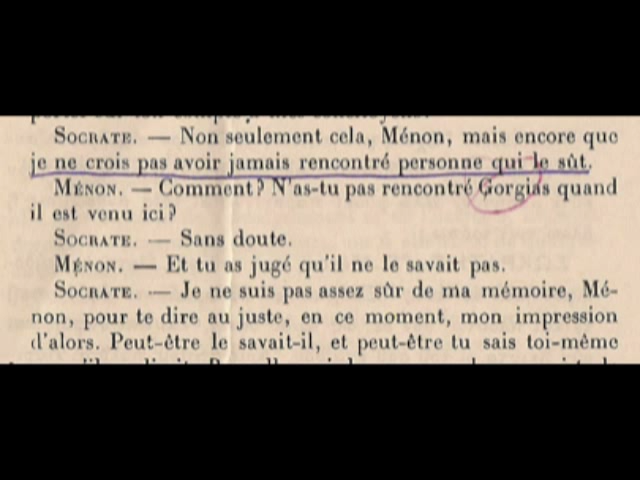 SOCRATE. — Non seulement cela, Ménon, mais encore que
je ne crois pas avoir jamais rencontré personne qui le sût.
MÉNON. — Comment? N'as-tu pas rencontré Gorgias quand
il est venu ici?
SOCRATE. — Sans doute.
MÉNON. — Et tu as jugé qu'il ne le savait pas.
SOCRATE. — Je ne suis pas assez sûr de ma mémoire, Mé-
non, pour te dire au juste, en ce moment, mon impression
d'alors. Peut-être le savait-il, et peut-être tu sais toi-même